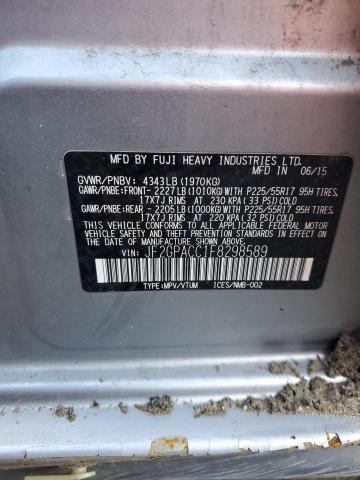 MFD BY FUJI HEAVY INDUSTRIES LTD.
GVWR/PNBV: 4343LB(1970KG) MFD IN 06/15
GAWR/PNBE:FRONT- 2227LB(1010KG)WITH P225/55R17 95H TIRES,
17X7J RIMS AT 230 KPA(33 PSI)COLD
GAWR/PNBE:REAR - 2205LB(1000KG)WITH P225/55R17 95H TIRES,
17X7J RIMS AT 220 KPA(32 PSI)COLD
THIS VEHICLE CONFORMS TO ALL APPLICABLE
FEDERAL MOTOR VEHICLE SAFETY, BUMPER, AND
THEFT PREVENTION STANDARDS IN EFFECT ON THE
DATE OF MANUFACTURE SHOWN ABOVE.
VIN: JF2GPACC1F8298589
TYPE:MPV/VTUM ICES/NMB-002